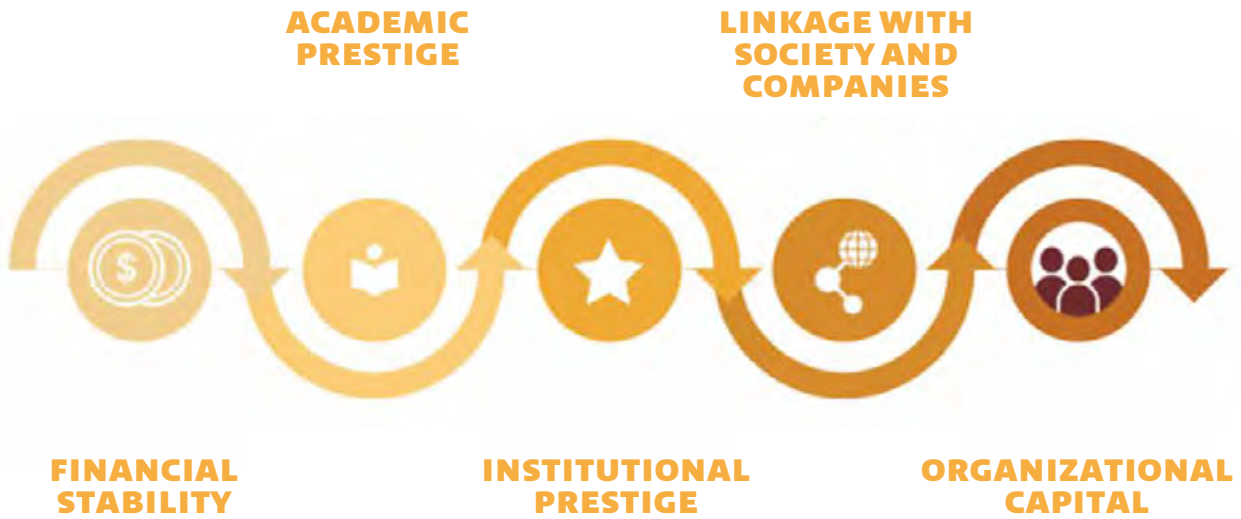 ACADEMIC
PRESTIGE
LINKAGE WITH
SOCIETY AND
COMPANIES
$
FINANCIAL
STABILITY
INSTITUTIONAL
PRESTIGE
ORGANIZATIONAL
CAPITAL